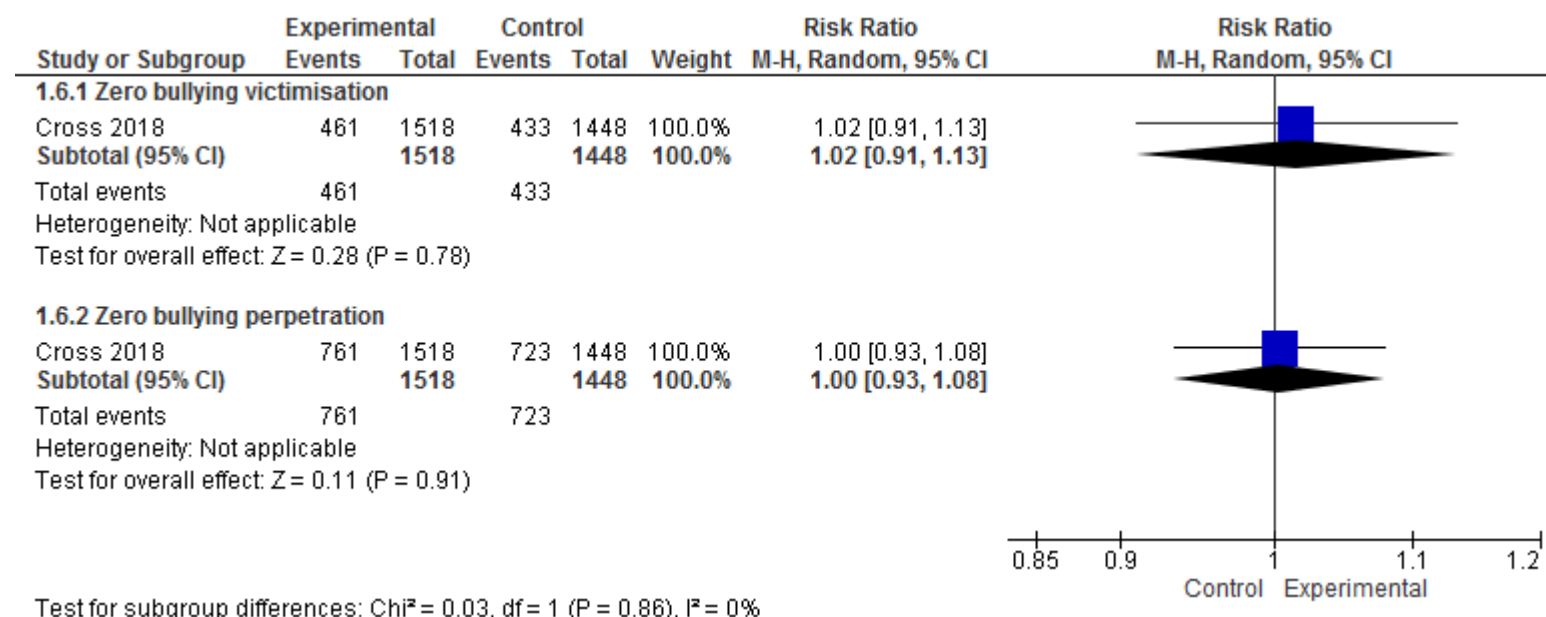 Experimental Control Risk Ratio Risk Ratio
Study or Subgroup Events Total Events Total Weight M-H, Random, 95% CI M-H, Random, 95% CI
1.6.1 Zero bullying victimisation
Cross 2018 461 1518 433 1448 100.0% 1.02 [0.91, 1.13]
Subtotal (95% CI) 1518 1448 100.0% 1.02 [0.91, 1.13]
Total events 461 433
Heterogeneity: Not applicable
Test for overall effect: Z = 0.28 (P = 0.78)
1.6.2 Zero bullying perpetration
Cross 2018 761 1518 723 1448 100.0% 1.00 [0.93, 1.08]
Subtotal (95% CI) 1518 1448 100.0% 1.00 [0.93, 1.08]
Total events 761 723
Heterogeneity: Not applicable
Test for overall effect: Z = 0.11 (P = 0.91)
0.85 0.9 1 1.1 1.2
Control Experimental
Test for subgroup differences: Chi² = 0.03, df = 1 (P = 0.86), I² = 0%